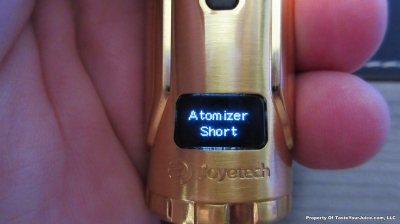 Atomizer
Short
joyetech
Property Of TasteYourJuice.com, LLC